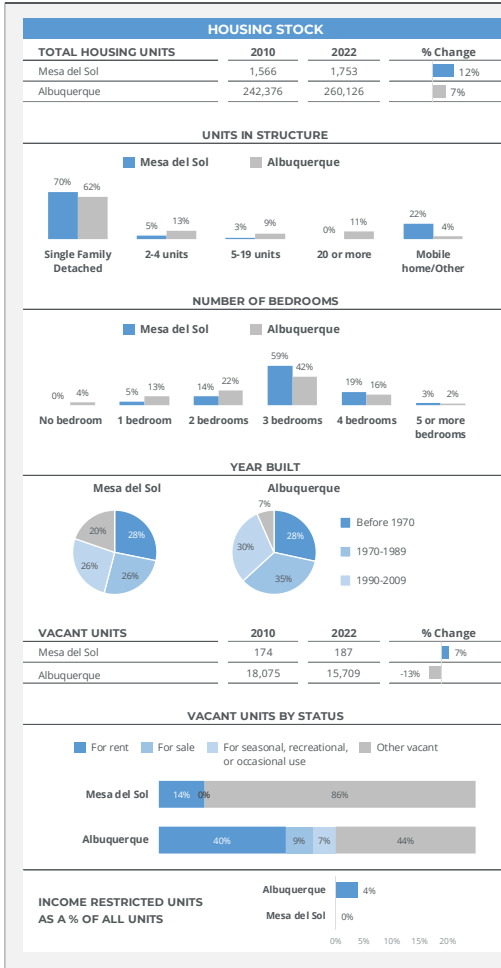 HOUSING STOCK
TOTAL HOUSING UNITS 2010 2022 % Change
Mesa del Sol 1,566 1,753 12%
Albuquerque 242,376 260,126 7%
UNITS IN STRUCTURE
Mesa del Sol Albuquerque
70% 62% 5% 13% 3% 9% 0% 11% 22% 4%
Single Family Detached 2-4 units 5-19 units 20 or more Mobile home/Other
NUMBER OF BEDROOMS
Mesa del Sol Albuquerque
0% 4% 5% 13% 14% 22% 59% 42% 19% 16% 3% 2%
No bedroom 1 bedroom 2 bedrooms 3 bedrooms 4 bedrooms 5 or more bedrooms
YEAR BUILT
Mesa del Sol Albuquerque
20% 28% 26% 26%
7% 28% 30% 35%
Before 1970
1970-1989
1990-2009
VACANT UNITS 2010 2022 % Change
Mesa del Sol 174 187 7%
Albuquerque 18,075 15,709 -13%
VACANT UNITS BY STATUS
For rent For sale For seasonal, recreational, or occasional use Other vacant
Mesa del Sol 14% 0% 86%
Albuquerque 40% 9% 7% 44%
INCOME RESTRICTED UNITS
AS A % OF ALL UNITS
Albuquerque 4%
Mesa del Sol 0%
0% 5% 10% 15% 20%